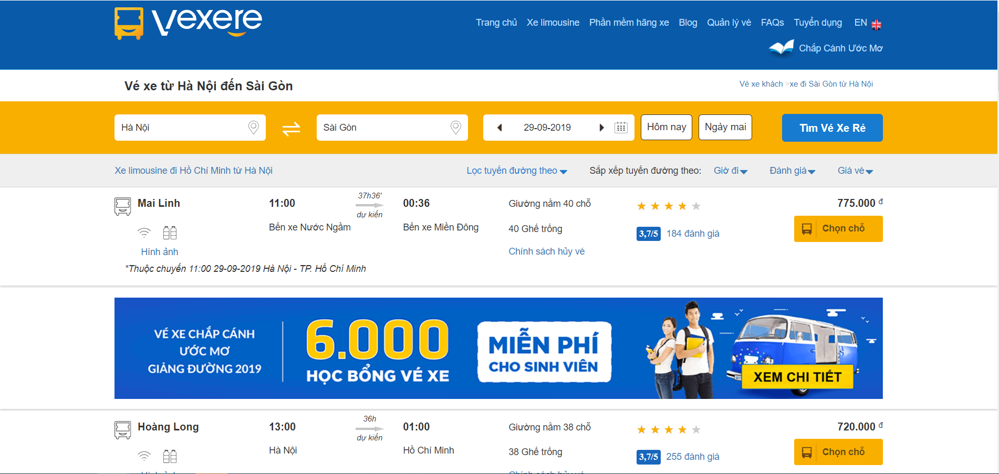 vexere
Trang chủ Xe limousine Phần mềm hãng xe Blog Quản lý vé FAQs Tuyển dụng EN
Chắp Cánh Ước Mơ
Vé xe từ Hà Nội đến Sài Gòn
Vé xe khách >xe đi Sài Gòn từ Hà Nội
Hà Nội Sài Gòn 29-09-2019 Hôm nay Ngày mai Tìm Vé Xe Rẻ
Xe limousine đi Hồ Chí Minh từ Hà Nội Lọc tuyến đường theo Sắp xếp tuyến đường theo: Giờ đi Đánh giá Giá vé
Mai Linh 11:00 37h36' 00:36 Giường nằm 40 chỗ 775.000 đ
dự kiến
Bến xe Nước Ngầm Bến xe Miền Đông 40 Ghế trống 3,7/5 184 đánh giá Chọn chỗ
Hình ảnh Chính sách hủy vé
*Thuộc chuyến 11:00 29-09-2019 Hà Nội - TP. Hồ Chí Minh
VÉ XE CHẮP CÁNH
ƯỚC MƠ
GIẢNG ĐƯỜNG 2019
6.000
HỌC BỔNG VÉ XE
MIỄN PHÍ
CHO SINH VIÊN
XEM CHI TIẾT
Hoàng Long 13:00 36h 01:00 Giường nằm 38 chỗ 720.000 đ
dự kiến
Hà Nội Hồ Chí Minh 38 Ghế trống 3,7/5 255 đánh giá Chọn chỗ